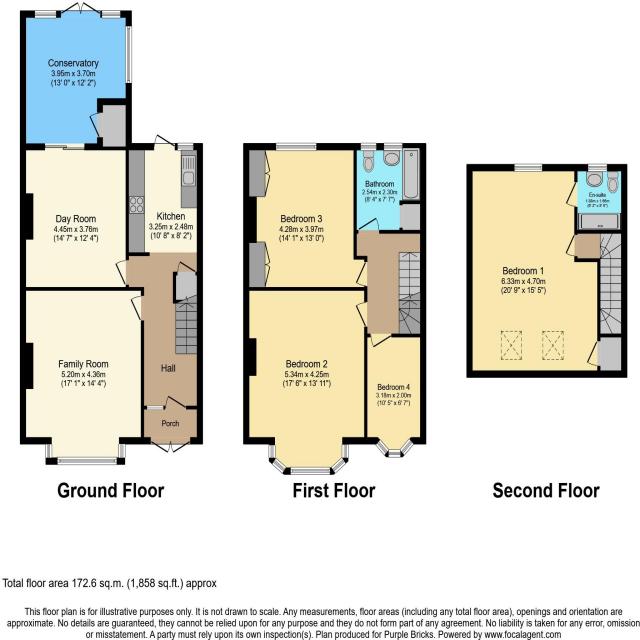 Conservatory
3.95m x 3.70m
(13' 0" x 12' 2")
Day Room
4.45m x 3.76m
(14' 7" x 12' 4")
Kitchen
3.25m x 2.48m
(10' 8" x 8' 2")
Family Room
5.20m x 4.36m
(17' 1" x 14' 4")
Hall
Porch
Ground Floor
Bathroom
2.54m x 2.30m
(8' 4" x 7' 7")
Bedroom 3
4.28m x 3.97m
(14' 1" x 13' 0")
Bedroom 2
5.34m x 4.25m
(17' 6" x 13' 11")
Bedroom 4
3.18m x 2.00m
(10' 5" x 6' 7")
First Floor
En-suite
Bedroom 1
6.33m x 4.70m
(20' 9" x 15' 5")
Second Floor
Total floor area 172.6 sq.m. (1,858 sq.ft.) approx
This floor plan is for illustrative purposes only. It is not drawn to scale. Any measurements, floor areas (including any total floor area), openings and orientation are
approximate. No details are guaranteed, they cannot be relied upon for any purpose and they do not form part of any agreement. No liability is taken for any error, omission
or misstatement. A party must rely upon its own inspection(s). Plan produced for Purple Bricks. Powered by www.focalagent.com